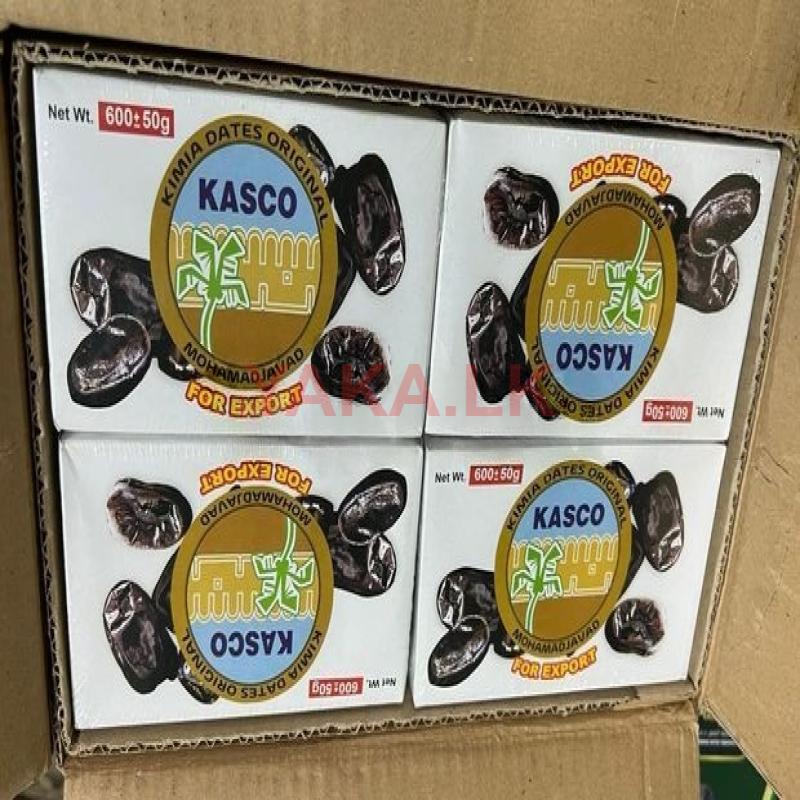 Net Wt. 600±50g
KIMIA DATES ORIGINAL
KASCO
MOHAMADJAVAD
FOR EXPORT
FOR EXPORT
MOHAMADJAVAD
KASCO
KIMIA DATES ORIGINAL
Net Wt. 600±50g
AKA.LK
FOR EXPORT
MOHAMADJAVAD
KASCO
KIMIA DATES ORIGINAL
Net Wt. 600±50g
Net Wt. 600±50g
KIMIA DATES ORIGINAL
KASCO
MOHAMADJAVAD
FOR EXPORT